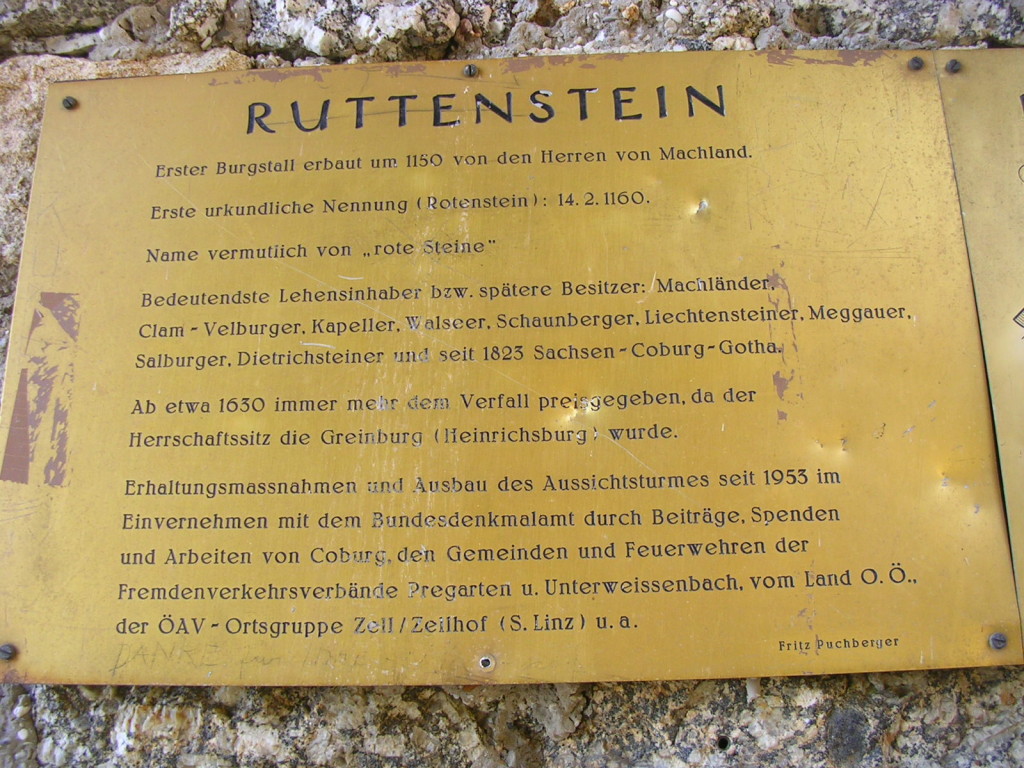 RUTTENSTEIN
Erster Burgstall erbaut um 1150 von den Herren von Machland.
Erste urkundliche Nennung (Rotenstein): 14. 2. 1160.
Name vermutlich von „rote Steine"
Bedeutendste Lehensinhaber bzw. spätere Besitzer: Machländer,
Clam - Velburger, Kapeller, Walseer, Schaunberger, Liechtensteiner, Meggauer,
Salburger, Dietrichsteiner und seit 1823 Sachsen - Coburg - Gotha.
Ab etwa 1630 immer mehr dem Verfall preisgegeben, da der
Herrschaftssitz die Greinburg (Heinrichsburg) wurde.
Erhaltungsmassnahmen und Ausbau des Aussichtsturmes seit 1953 im
Einvernehmen mit dem Bundesdenkmalamt durch Beiträge, Spenden
und Arbeiten von Coburg, den Gemeinden und Feuerwehren der
Fremdenverkehrsverbände Pregarten u. Unterweissenbach, vom Land O. Ö.,
der ÖAV - Ortsgruppe Zell / Zellhof (S. Linz) u. a.
Fritz Puchberger
DANKE